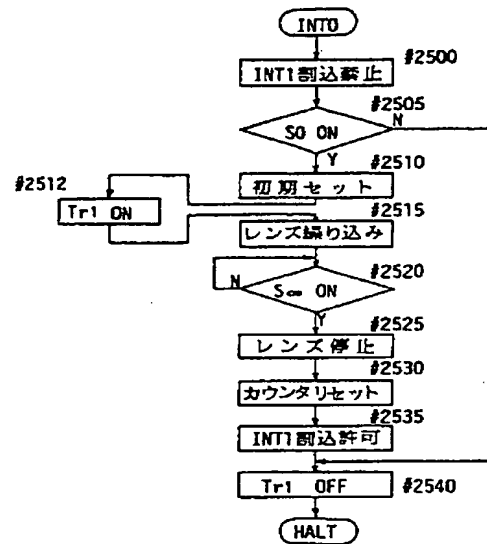 INT0
#2500
INT1割込禁止
#2505
S0 ON
N
Y
#2510
初期セット
#2512
Tr1 ON
#2515
レンズ繰り込み
#2520
S∞ ON
N
Y
#2525
レンズ停止
#2530
カウンタリセット
#2535
INT1割込許可
Tr1 OFF
#2540
HALT